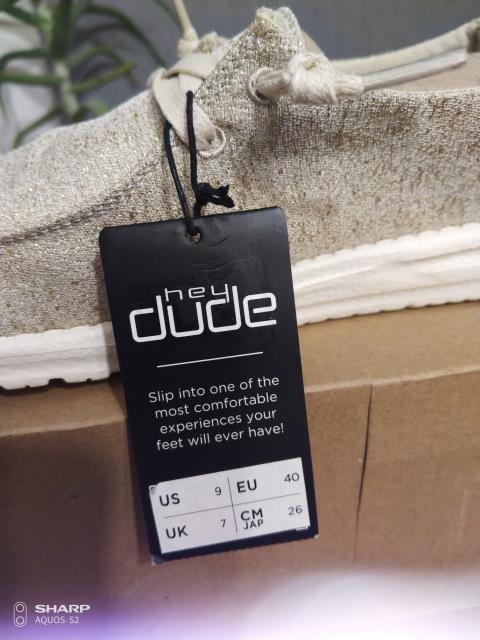 hey
dude
Slip into one of the
most comfortable
experiences your
feet will ever have!
US 9 EU 40
UK 7 CM JAP 26
SHARP
AQUOS S2